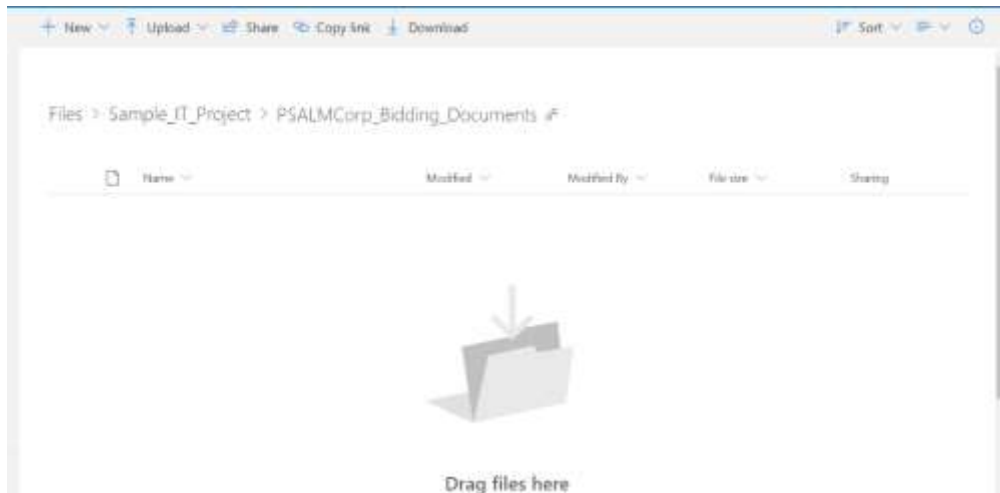 New Upload Share Copy link Download Sort
Files > Sample_IT_Project > PSALMCorp_Bidding_Documents
Name Modified Modified By File size Sharing
Drag files here